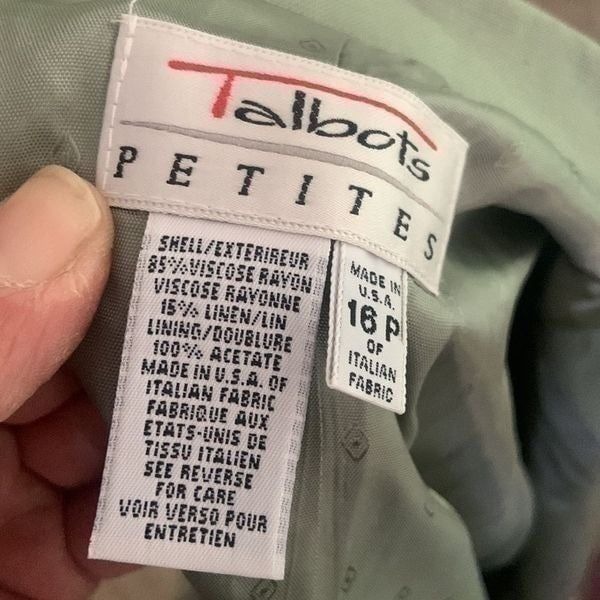 Talbots
PETITES
SHELL/EXTERIREUR
85% VISCOSE RAYON
VISCOSE RAYONNE
15% LINEN/LIN
LINING/DOUBLURE
100% ACETATE
MADE IN U.S.A. OF
ITALIAN FABRIC
FABRIQUE AUX
ETATS-UNIS DE
TISSU ITALIEN
SEE REVERSE
FOR CARE
VOIR VERSO POUR
ENTRETIEN
MADE IN
U.S.A.
16 P
OF
ITALIAN
FABRIC